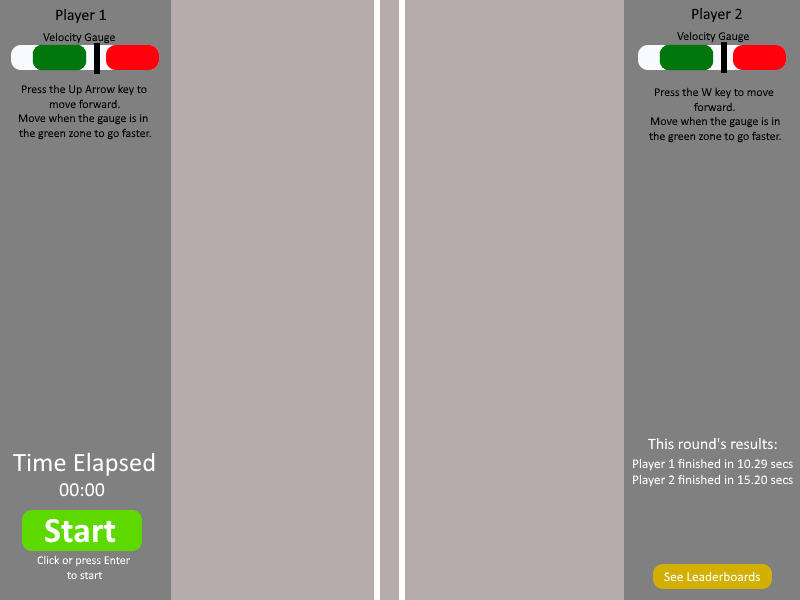 Player 1
Velocity Gauge
Press the Up Arrow key to
move forward.
Move when the gauge is in
the green zone to go faster.
Time Elapsed
00:00
Start
Click or press Enter
to start
Player 2
Velocity Gauge
Press the W key to move
forward.
Move when the gauge is in
the green zone to go faster.
This round's results:
Player 1 finished in 10.29 secs
Player 2 finished in 15.20 secs
See Leaderboards